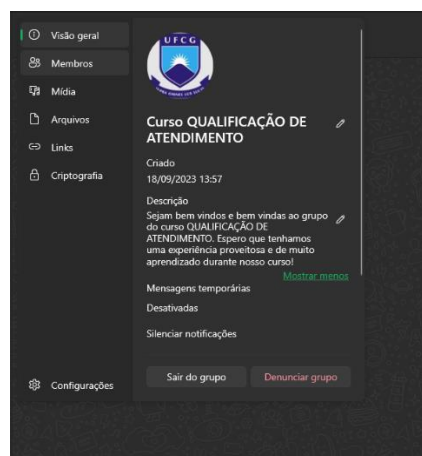 Visão geral
Membros
Mídia
Arquivos
Links
Criptografia
Configurações
UFCG
Curso QUALIFICAÇÃO DE
ATENDIMENTO
Criado
18/09/2023 13:57
Descrição
Sejam bem vindos e bem vindas ao grupo
do curso QUALIFICAÇÃO DE
ATENDIMENTO. Espero que tenhamos
uma experiência proveitosa e de muito
aprendizado durante nosso curso!
Mostrar menos
Mensagens temporárias
Desativadas
Silenciar notificações
Sair do grupo
Denunciar grupo